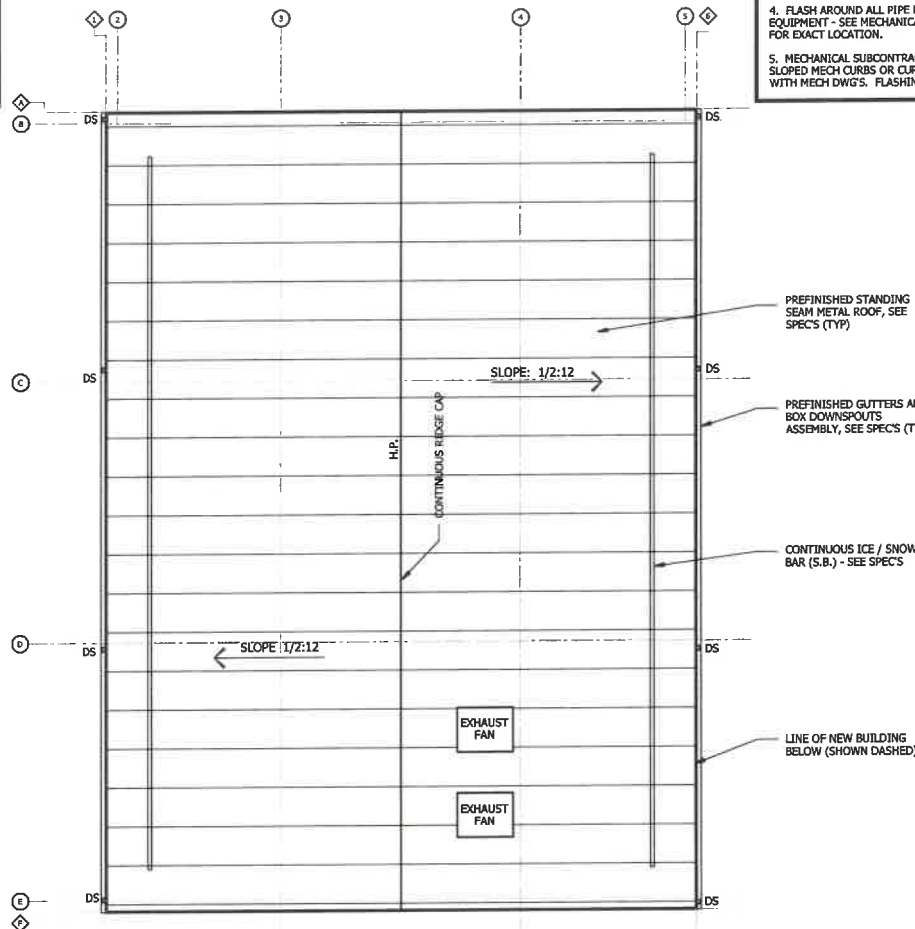 4. FLASH AROUND ALL PIPE
EQUIPMENT - SEE MECHANICA
FOR EXACT LOCATION.
5. MECHANICAL SUBCONTRA
SLOPED MECH CURBS OR CUR
WITH MECH DWG'S. FLASHIN
1
2
3
4
5
6
A
B
DS
DS.
PREFINISHED STANDING
SEAM METAL ROOF, SEE
SPEC'S (TYP)
C
DS
SLOPE: 1/2:12
DS
PREFINISHED GUTTERS A
BOX DOWNSPOUTS
ASSEMBLY, SEE SPEC'S (T
H.P.
CONTINUOUS RIDGE CAP
CONTINUOUS ICE / SNOW
BAR (S.B.) - SEE SPEC'S
D
DS
SLOPE 1/2:12
DS
EXHAUST
FAN
LINE OF NEW BUILDING
BELOW (SHOWN DASHED)
EXHAUST
FAN
E
DS
DS
F